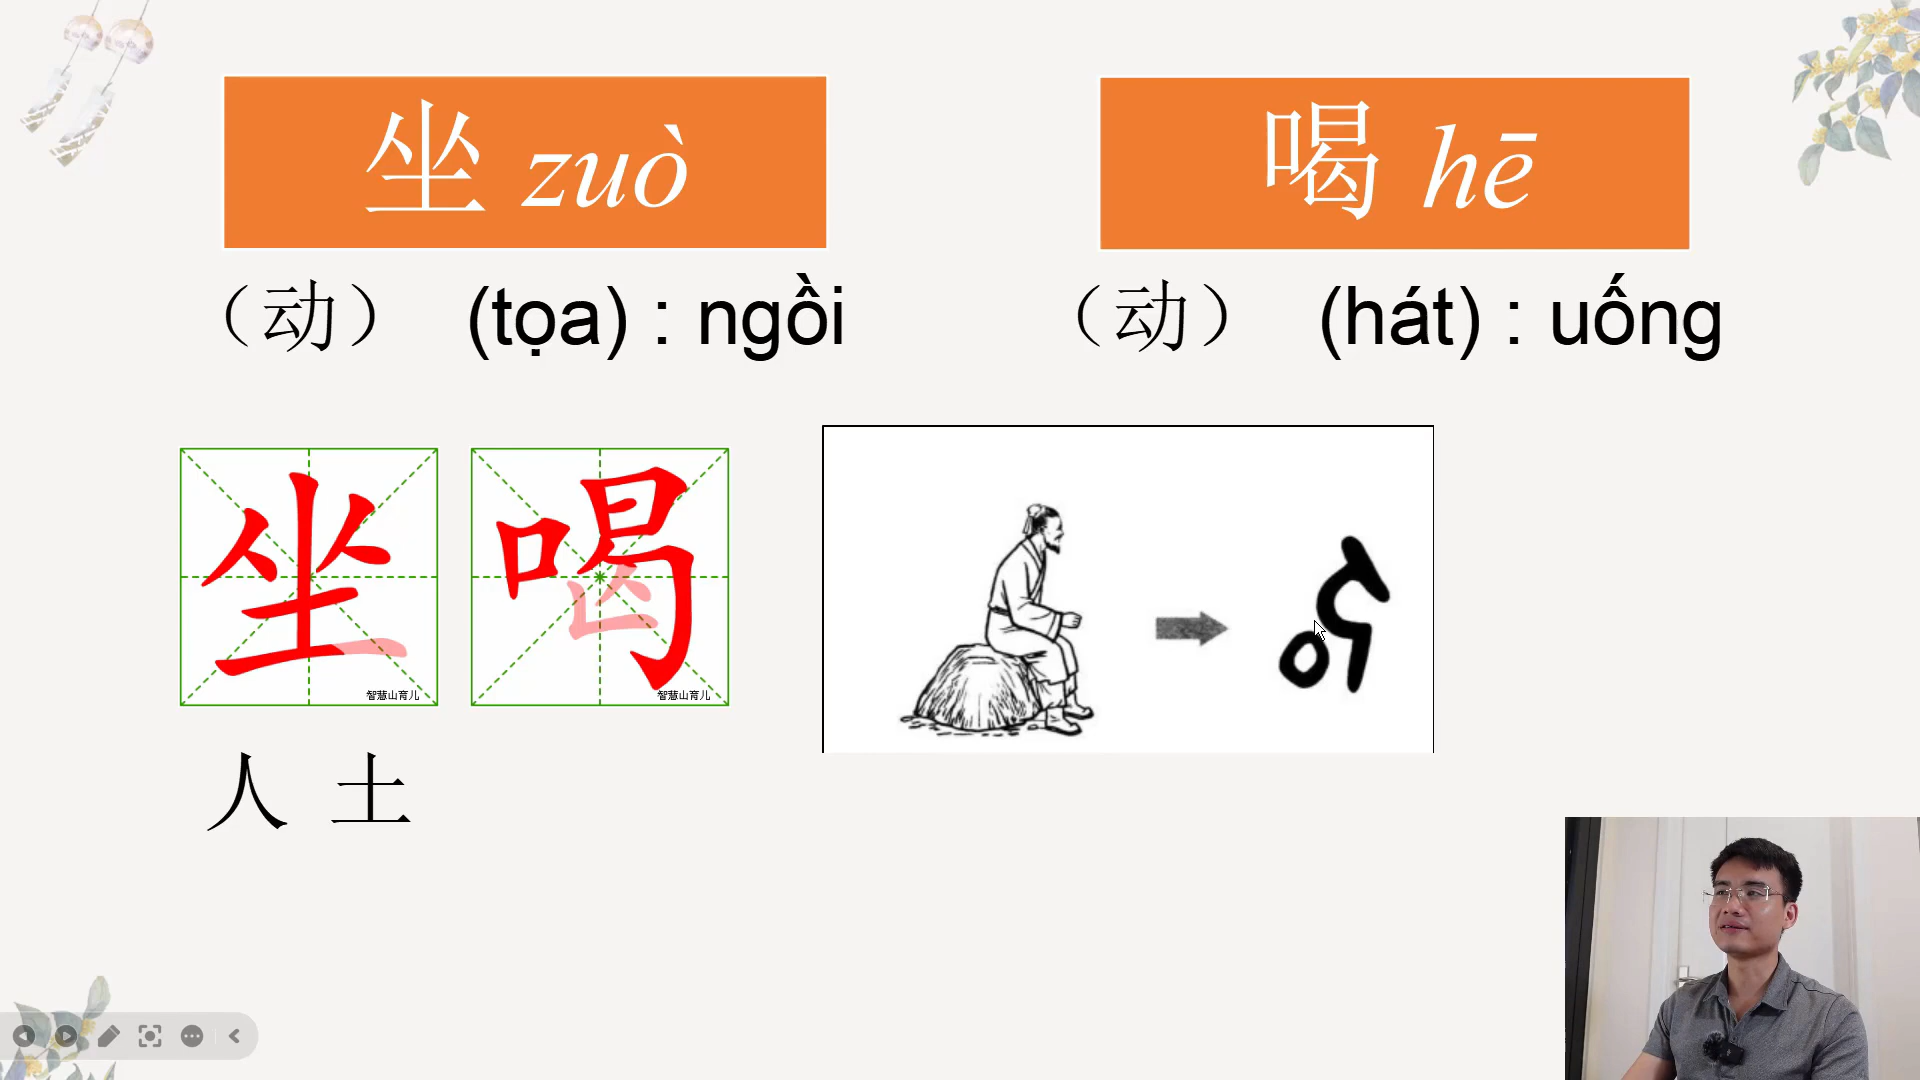 坐 zuò
喝 hē
（动） (tọa) : ngồi
（动） (hát) : uống
坐
喝
智慧山育儿
智慧山育儿
人 土